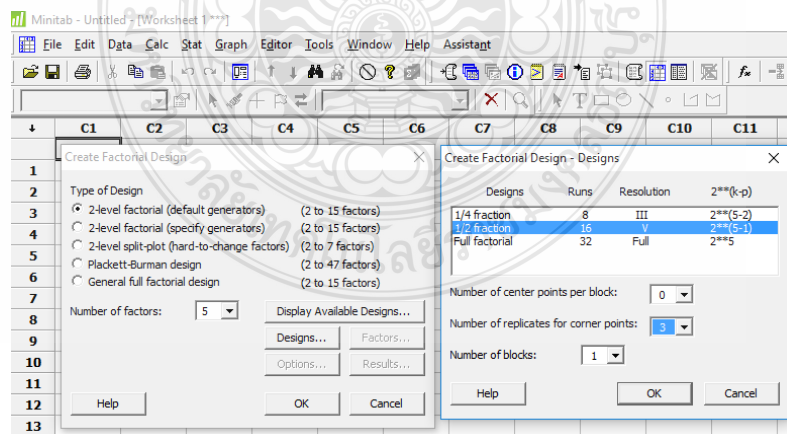 Minitab - Untitled - [Worksheet 1 ***]
File Edit Data Calc Stat Graph Editor Tools Window Help Assistant
↓ C1 C2 C3 C4 C5 C6 C7 C8 C9 C10 C11
1
2
3
4
5
6
7
8
9
10
11
12
13
Create Factorial Design
Type of Design
2-level factorial (default generators) (2 to 15 factors)
2-level factorial (specify generators) (2 to 15 factors)
2-level split-plot (hard-to-change factors) (2 to 7 factors)
Plackett-Burman design (2 to 47 factors)
General full factorial design (2 to 15 factors)
Number of factors: 5 Display Available Designs...
Designs... Factors...
Options... Results...
Help OK Cancel
Create Factorial Design - Designs
Designs Runs Resolution 2**(k-p)
1/4 fraction 8 III 2**(5-2)
1/2 fraction 16 V 2**(5-1)
Full factorial 32 Full 2**5
Number of center points per block: 0
Number of replicates for corner points: 3
Number of blocks: 1
Help OK Cancel